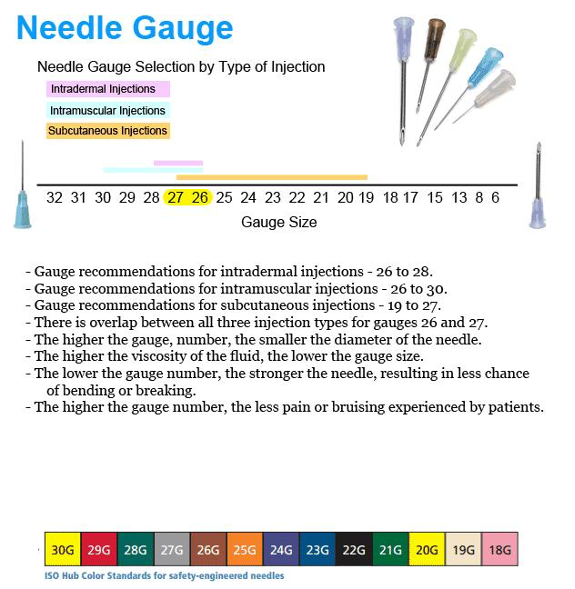 Needle Gauge
Needle Gauge Selection by Type of Injection
Intradermal Injections
Intramuscular Injections
Subcutaneous Injections
32 31 30 29 28 27 26 25 24 23 22 21 20 19 18 17 15 13 8 6
Gauge Size
- Gauge recommendations for intradermal injections - 26 to 28.
- Gauge recommendations for intramuscular injections - 26 to 30.
- Gauge recommendations for subcutaneous injections - 19 to 27.
- There is overlap between all three injection types for gauges 26 and 27.
- The higher the gauge, number, the smaller the diameter of the needle.
- The higher the viscosity of the fluid, the lower the gauge size.
- The lower the gauge number, the stronger the needle, resulting in less chance
of bending or breaking.
- The higher the gauge number, the less pain or bruising experienced by patients.
30G 29G 28G 27G 26G 25G 24G 23G 22G 21G 20G 19G 18G
ISO Hub Color Standards for safety-engineered needles